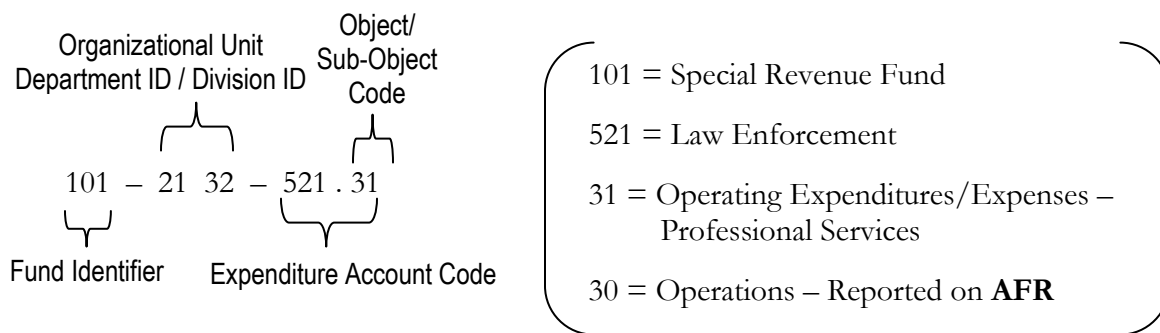 Organizational Unit
Department ID / Division ID
Object/
Sub-Object
Code
101 – 21 32 – 521 . 31
Fund Identifier
Expenditure Account Code
101 = Special Revenue Fund
521 = Law Enforcement
31 = Operating Expenditures/Expenses –
Professional Services
30 = Operations – Reported on AFR